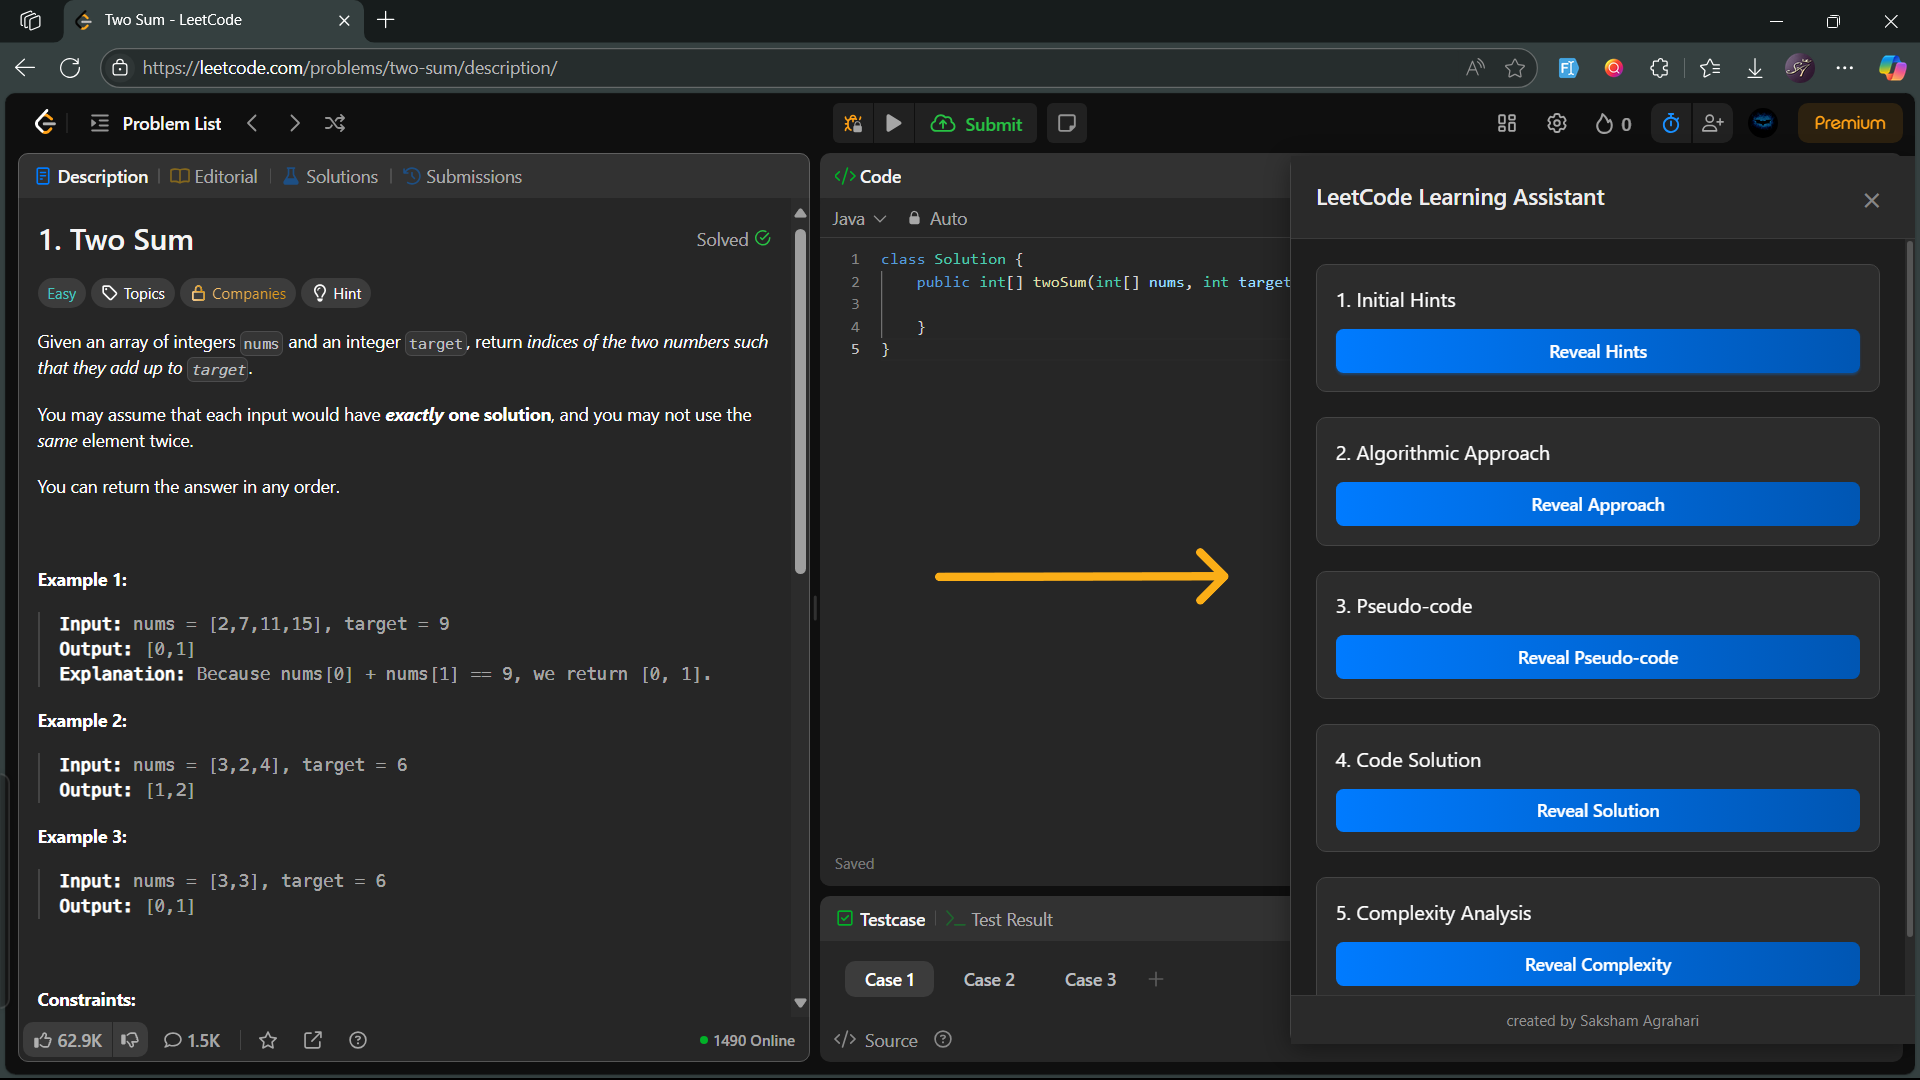 Two Sum - LeetCode
https://leetcode.com/problems/two-sum/description/
Problem List
Submit
0
Premium
Description
Editorial
Solutions
Submissions
1. Two Sum
Solved
Easy
Topics
Companies
Hint
Given an array of integers nums and an integer target, return indices of the two numbers such
that they add up to target.
You may assume that each input would have exactly one solution, and you may not use the
same element twice.
You can return the answer in any order.
Example 1:
Input: nums = [2,7,11,15], target = 9
Output: [0,1]
Explanation: Because nums[0] + nums[1] == 9, we return [0, 1].
Example 2:
Input: nums = [3,2,4], target = 6
Output: [1,2]
Example 3:
Input: nums = [3,3], target = 6
Output: [0,1]
Constraints:
62.9K
1.5K
1490 Online
</> Code
Java
Auto
1 class Solution {
2 public int[] twoSum(int[] nums, int target
3
4 }
5 }
Saved
Testcase
>_ Test Result
Case 1
Case 2
Case 3
+
</> Source
LeetCode Learning Assistant
1. Initial Hints
Reveal Hints
2. Algorithmic Approach
Reveal Approach
3. Pseudo-code
Reveal Pseudo-code
4. Code Solution
Reveal Solution
5. Complexity Analysis
Reveal Complexity
created by Saksham Agrahari